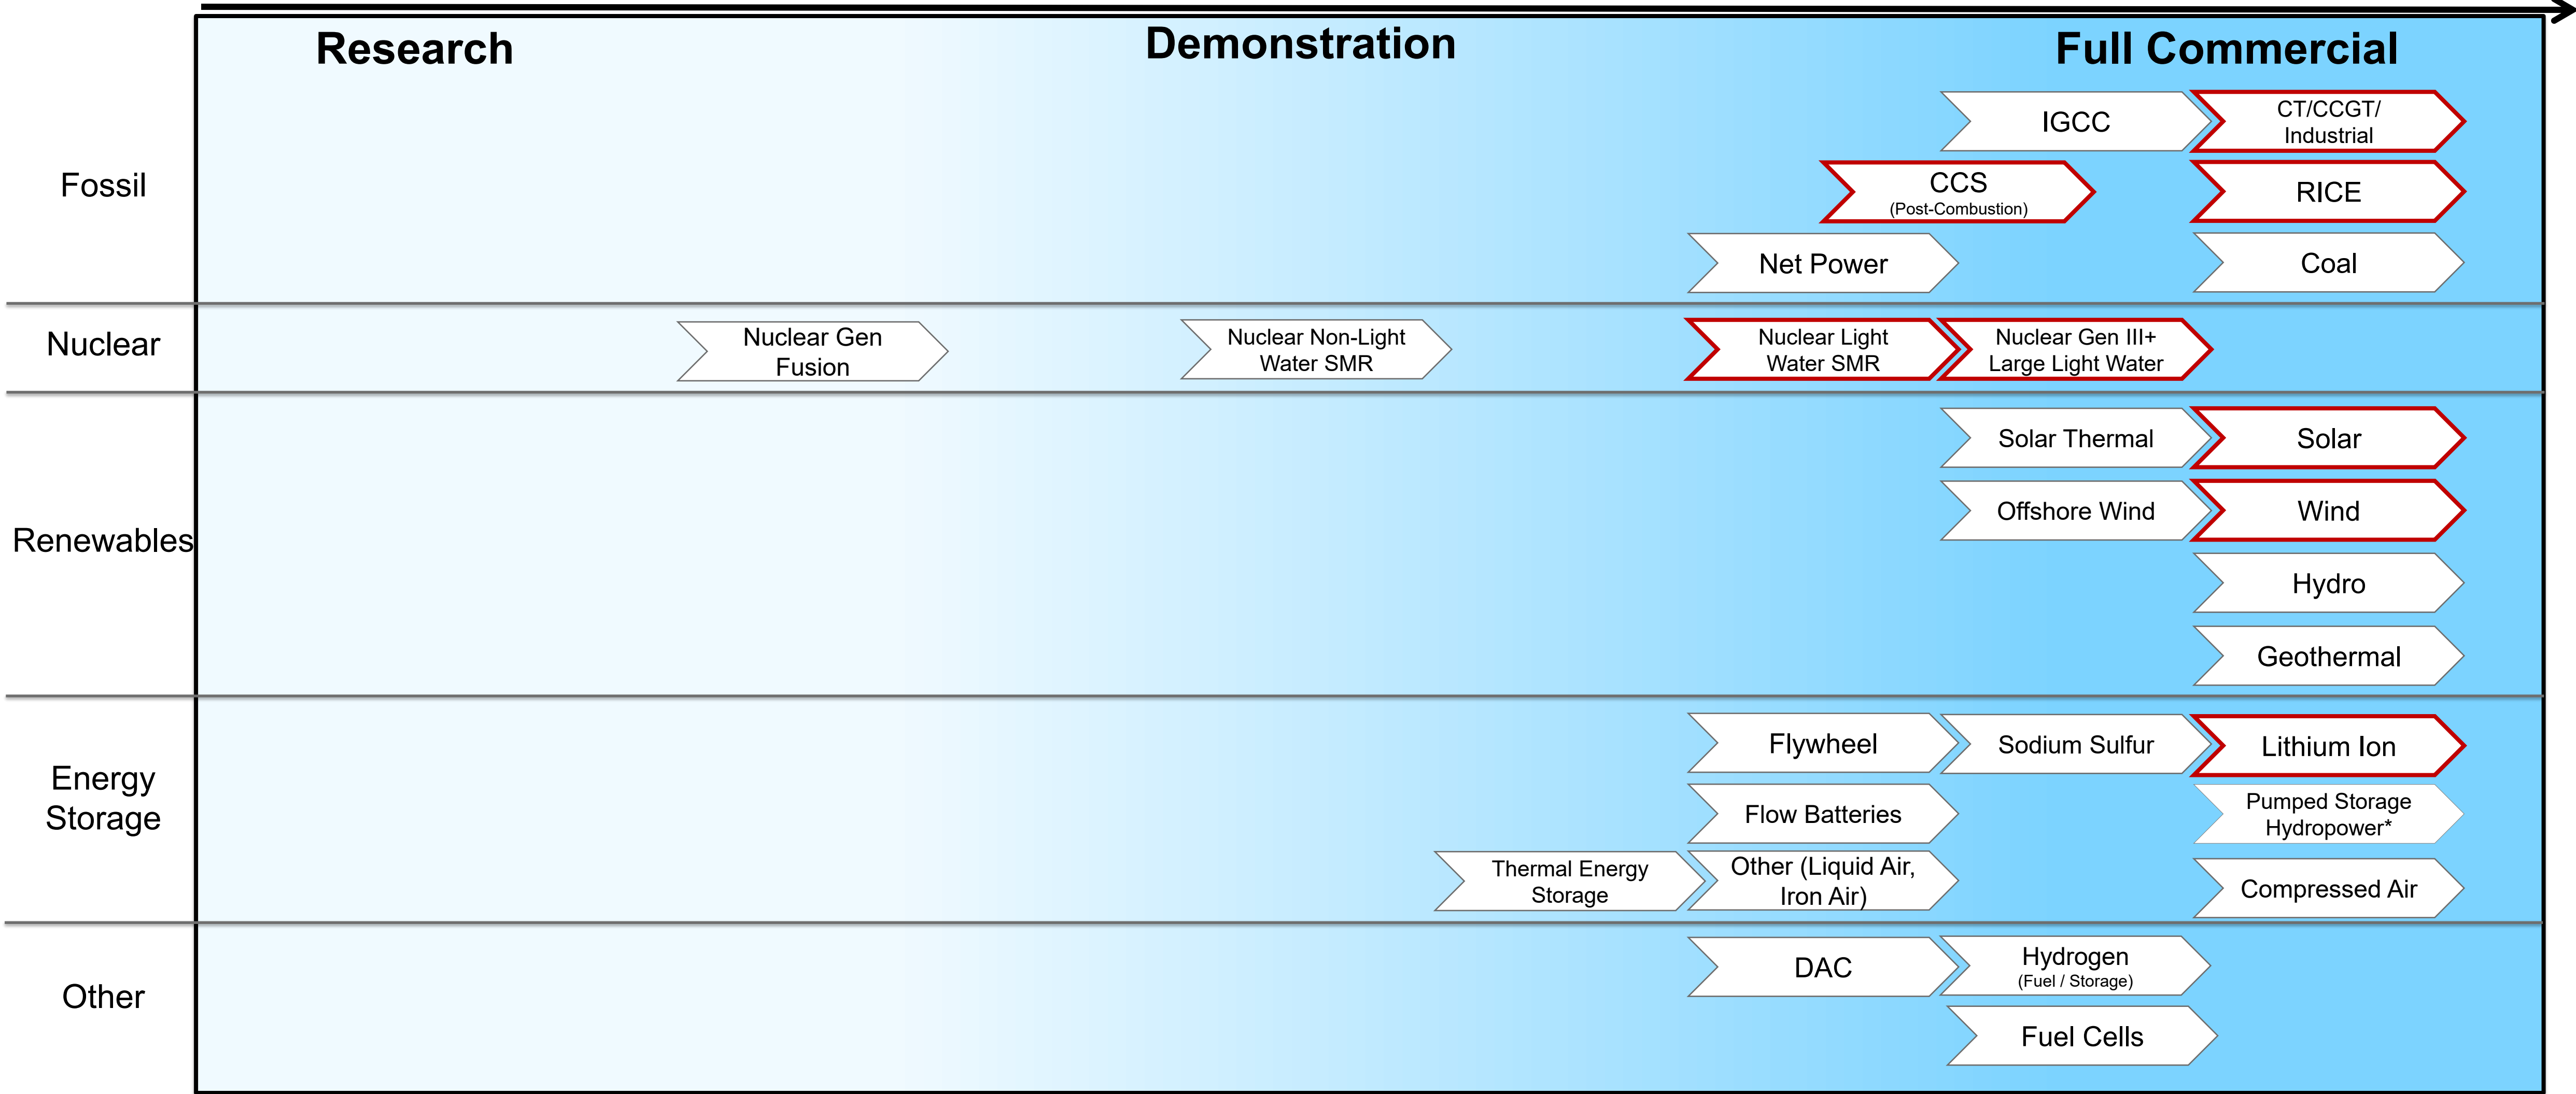 Research
Demonstration
Full Commercial
Fossil
IGCC
CT/CCGT/
Industrial
CCS
(Post-Combustion)
RICE
Net Power
Coal
Nuclear
Nuclear Gen
Fusion
Nuclear Non-Light
Water SMR
Nuclear Light
Water SMR
Nuclear Gen III+
Large Light Water
Renewables
Solar Thermal
Solar
Offshore Wind
Wind
Hydro
Geothermal
Energy
Storage
Flywheel
Sodium Sulfur
Lithium Ion
Flow Batteries
Pumped Storage
Hydropower*
Thermal Energy
Storage
Other (Liquid Air,
Iron Air)
Compressed Air
Other
DAC
Hydrogen
(Fuel / Storage)
Fuel Cells